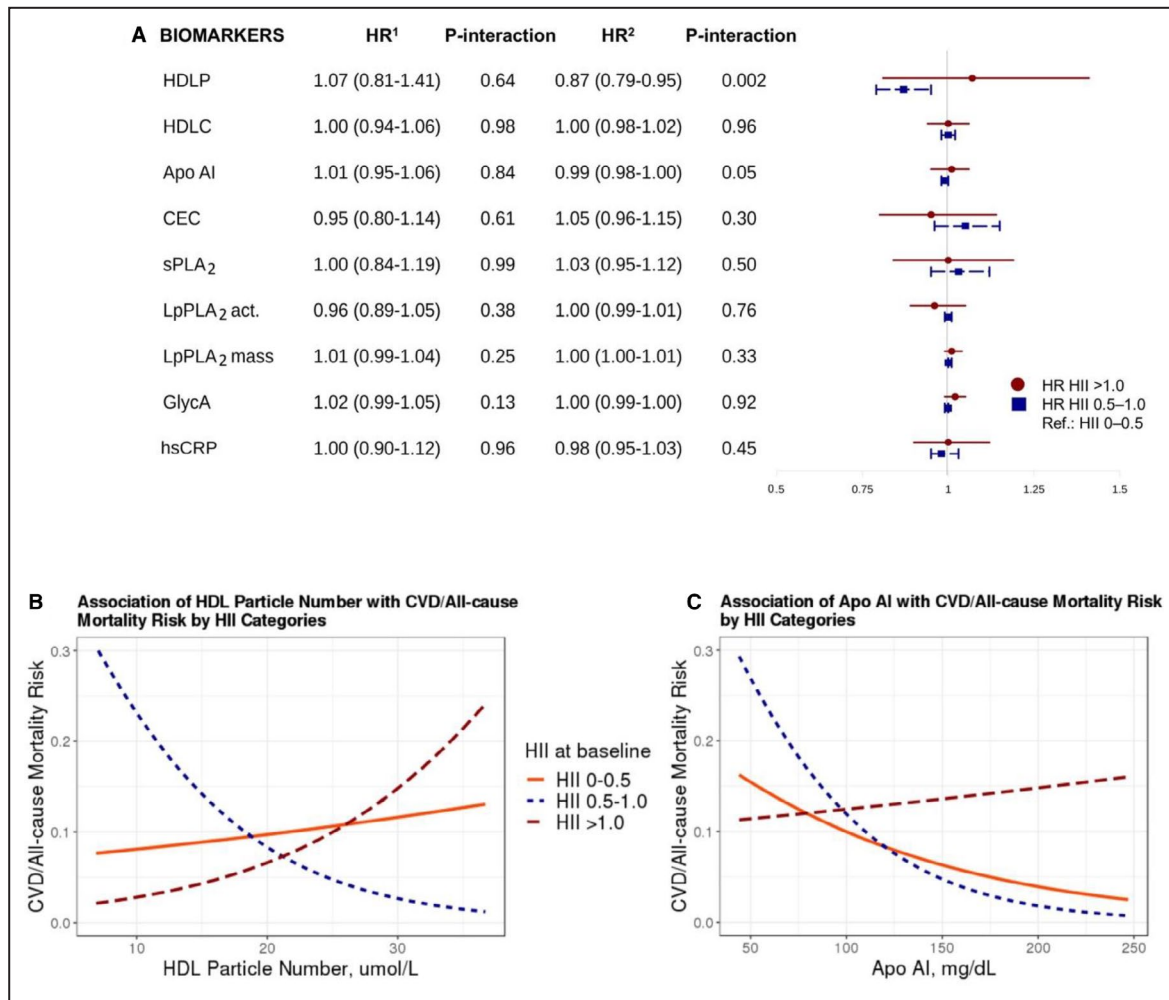 A BIOMARKERS HR¹ P-interaction HR² P-interaction
HDLP 1.07 (0.81-1.41) 0.64 0.87 (0.79-0.95) 0.002
HDLC 1.00 (0.94-1.06) 0.98 1.00 (0.98-1.02) 0.96
Apo AI 1.01 (0.95-1.06) 0.84 0.99 (0.98-1.00) 0.05
CEC 0.95 (0.80-1.14) 0.61 1.05 (0.96-1.15) 0.30
sPLA₂ 1.00 (0.84-1.19) 0.99 1.03 (0.95-1.12) 0.50
LpPLA₂ act. 0.96 (0.89-1.05) 0.38 1.00 (0.99-1.01) 0.76
LpPLA₂ mass 1.01 (0.99-1.04) 0.25 1.00 (1.00-1.01) 0.33
GlycA 1.02 (0.99-1.05) 0.13 1.00 (0.99-1.00) 0.92
hsCRP 1.00 (0.90-1.12) 0.96 0.98 (0.95-1.03) 0.45
HR HII >1.0
HR HII 0.5–1.0
Ref.: HII 0–0.5
0.5 0.75 1 1.25 1.5
B Association of HDL Particle Number with CVD/All-cause
Mortality Risk by HII Categories
CVD/All-cause Mortality Risk
0.3
0.2
0.1
0.0
10 20 30
HDL Particle Number, umol/L
HII at baseline
HII 0-0.5
HII 0.5-1.0
HII >1.0
C Association of Apo AI with CVD/All-cause Mortality Risk
by HII Categories
CVD/All-cause Mortality Risk
0.3
0.2
0.1
0.0
50 100 150 200 250
Apo AI, mg/dL